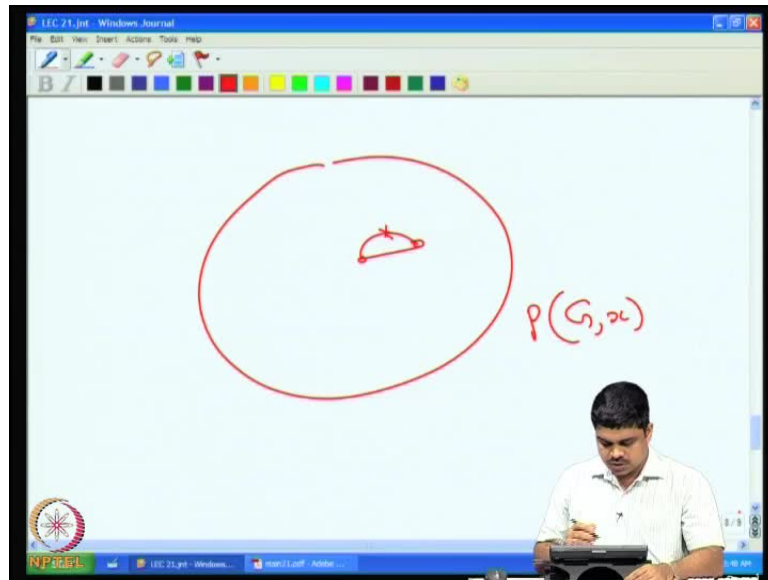 LEC 21.jnt - Windows Journal
File Edit View Insert Actions Tools Help
B I
P(G, x)
8 / 9
NPTEL
LEC 21.jnt - Windows...
main21.pdf - Adobe ...